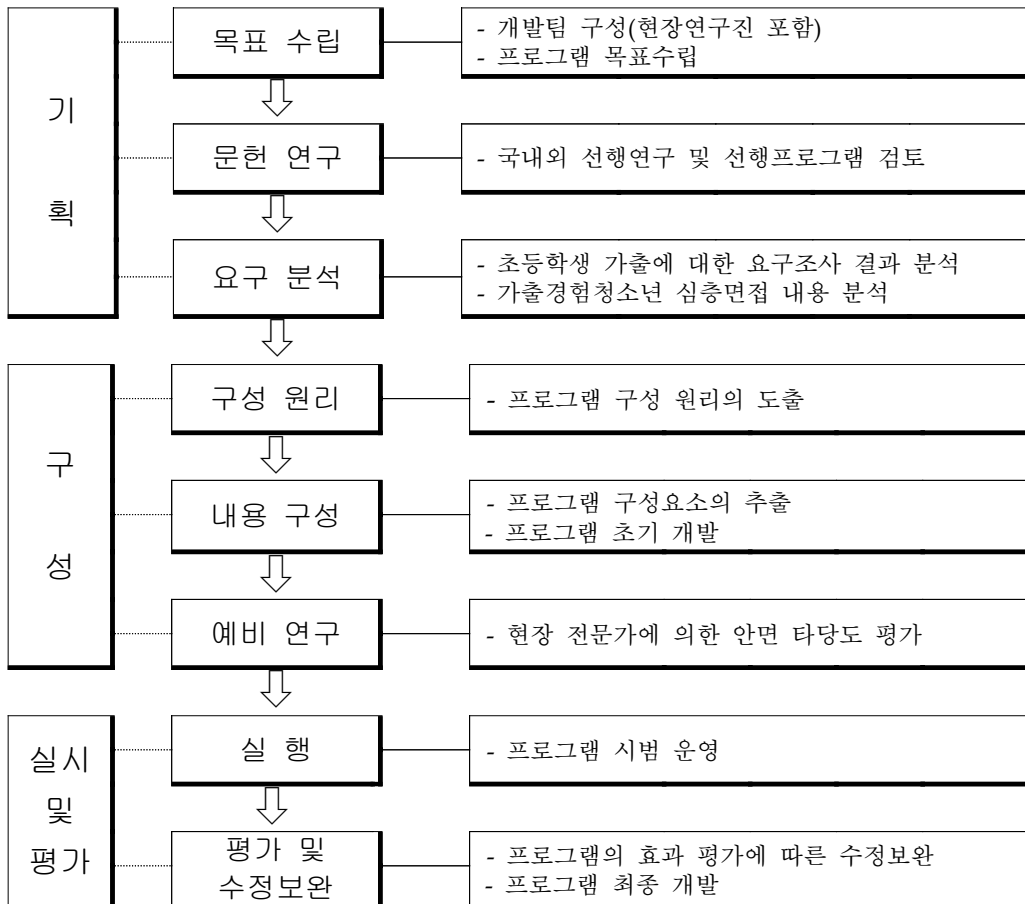 기
획
목표 수립
- 개발팀 구성(현장연구진 포함)
- 프로그램 목표수립
문헌 연구
- 국내외 선행연구 및 선행프로그램 검토
요구 분석
- 초등학생 가출에 대한 요구조사 결과 분석
- 가출경험청소년 심층면접 내용 분석
구
성
구성 원리
- 프로그램 구성 원리의 도출
내용 구성
- 프로그램 구성요소의 추출
- 프로그램 초기 개발
예비 연구
- 현장 전문가에 의한 안면 타당도 평가
실시
및
평가
실 행
- 프로그램 시범 운영
평가 및
수정보완
- 프로그램의 효과 평가에 따른 수정보완
- 프로그램 최종 개발